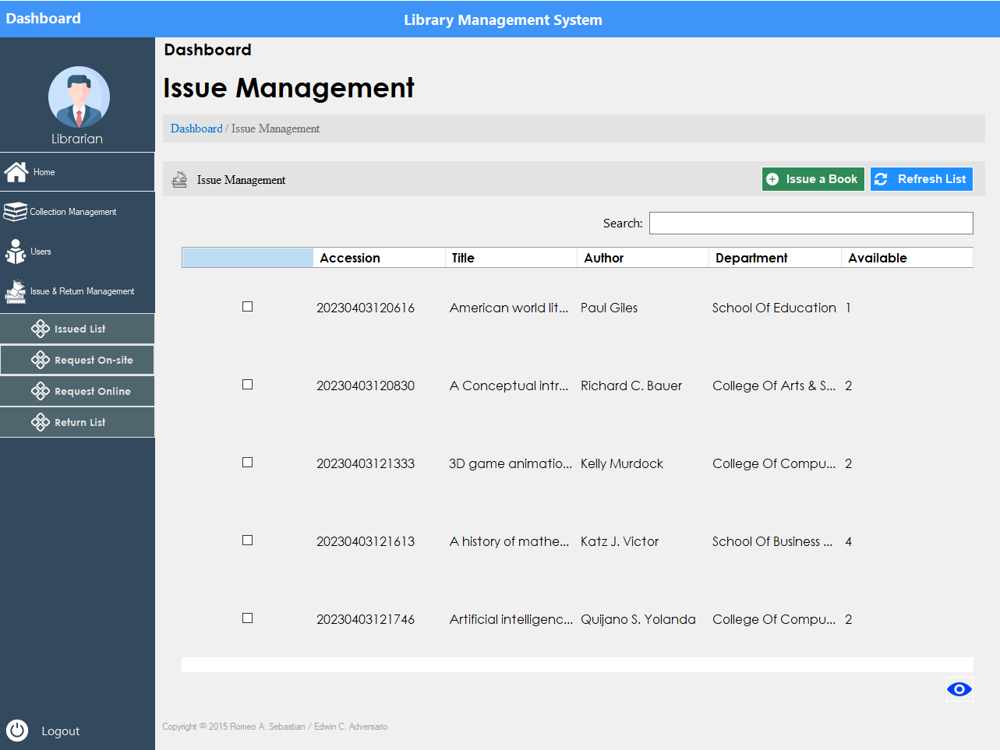 Dashboard
Library Management System
Librarian
Home
Collection Management
Users
Issue & Return Management
Issued List
Request On-site
Request Online
Return List
Logout
Dashboard
Issue Management
Dashboard / Issue Management
Issue Management
Issue a Book
Refresh List
Search:
Accession Title Author Department Available
20230403120616 American world lit... Paul Giles School Of Education 1
20230403120830 A Conceptual intr... Richard C. Bauer College Of Arts & S... 2
20230403121333 3D game animatio... Kelly Murdock College Of Compu... 2
20230403121613 A history of mathe... Katz J. Victor School Of Business ... 4
20230403121746 Artificial intelligenc... Quijano S. Yolanda College Of Compu... 2
Copyright © 2015 Romeo A. Sebastian / Edwin C. Adversario